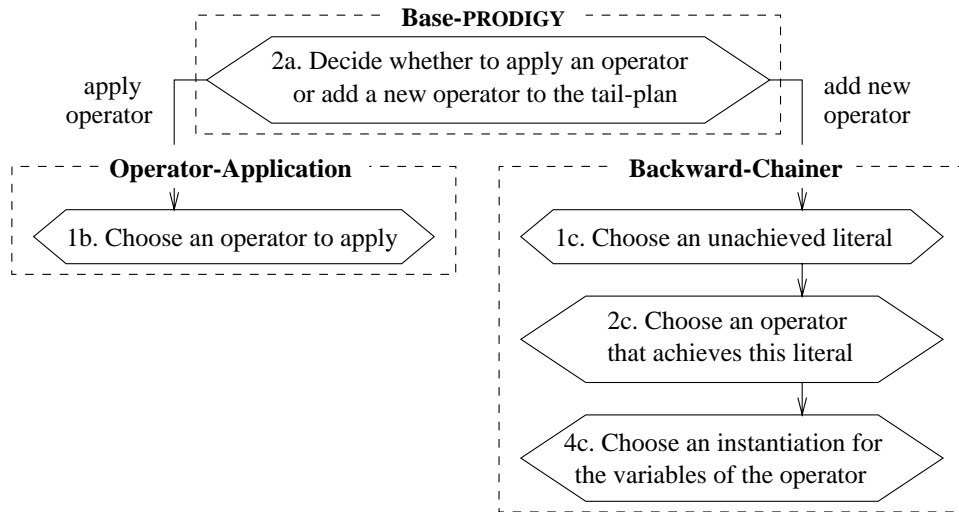 Base-PRODIGY
2a. Decide whether to apply an operator
or add a new operator to the tail-plan
apply
operator
add new
operator
Operator-Application
1b. Choose an operator to apply
Backward-Chainer
1c. Choose an unachieved literal
2c. Choose an operator
that achieves this literal
4c. Choose an instantiation for
the variables of the operator